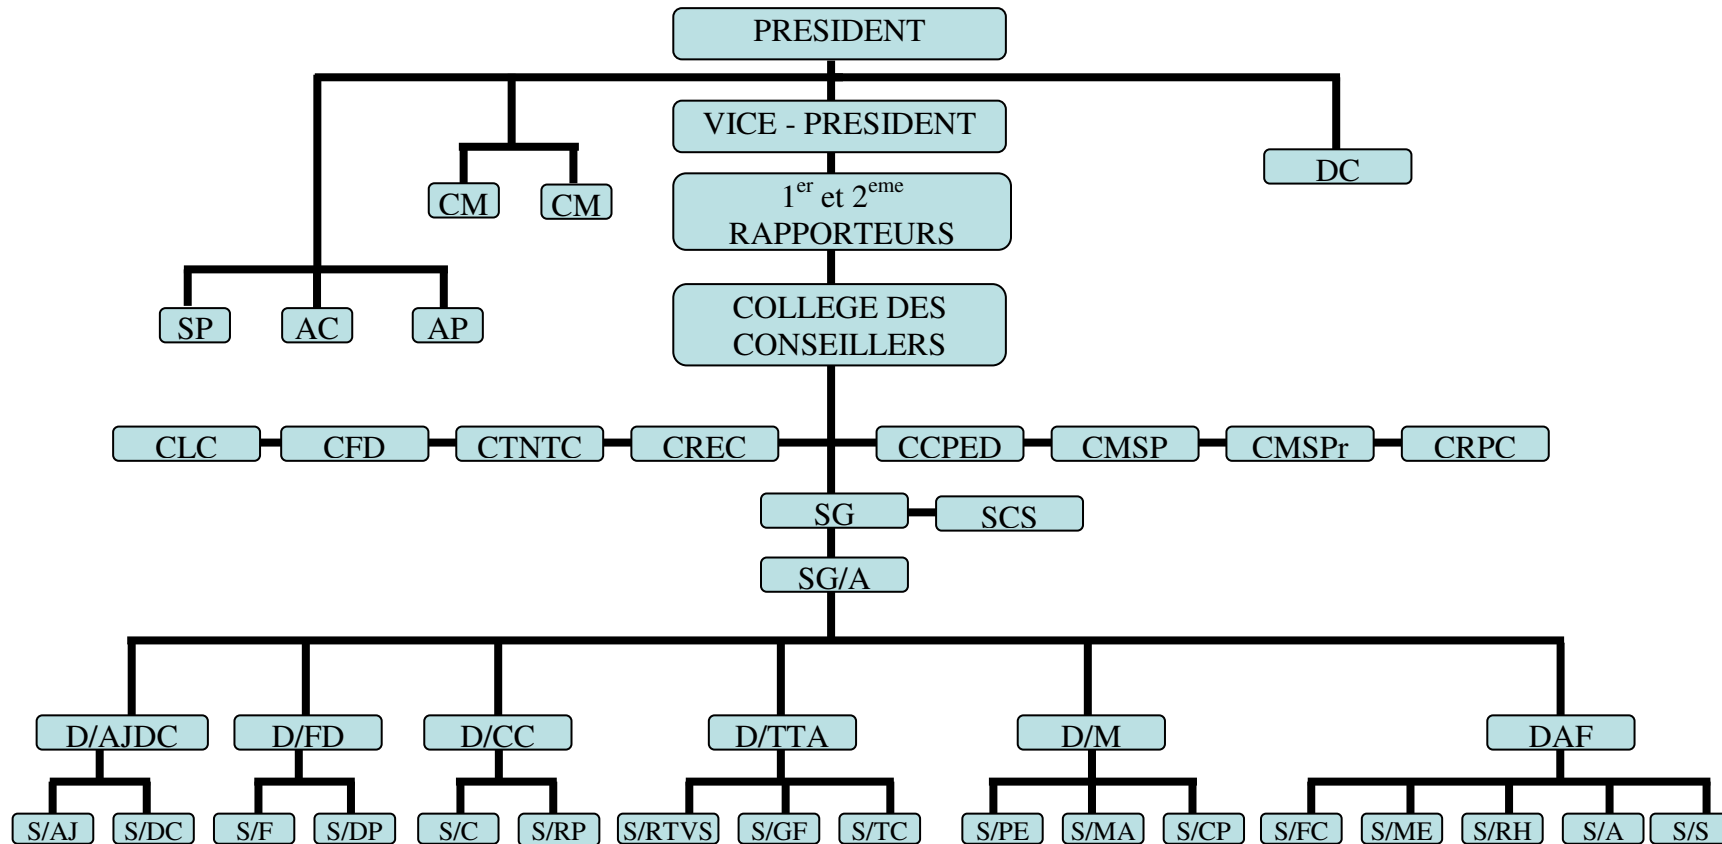 PRESIDENT
VICE - PRESIDENT
DC
CM CM
1er et 2eme
RAPPORTEURS
SP AC AP
COLLEGE DES
CONSEILLERS
CLC CFD CTNTC CREC CCPED CMSP CMSPr CRPC
SG SCS
SG/A
D/AJDC D/FD D/CC D/TTA D/M DAF
S/AJ S/DC S/F S/DP S/C S/RP S/RTVS S/GF S/TC S/PE S/MA S/CP S/FC S/ME S/RH S/A S/S